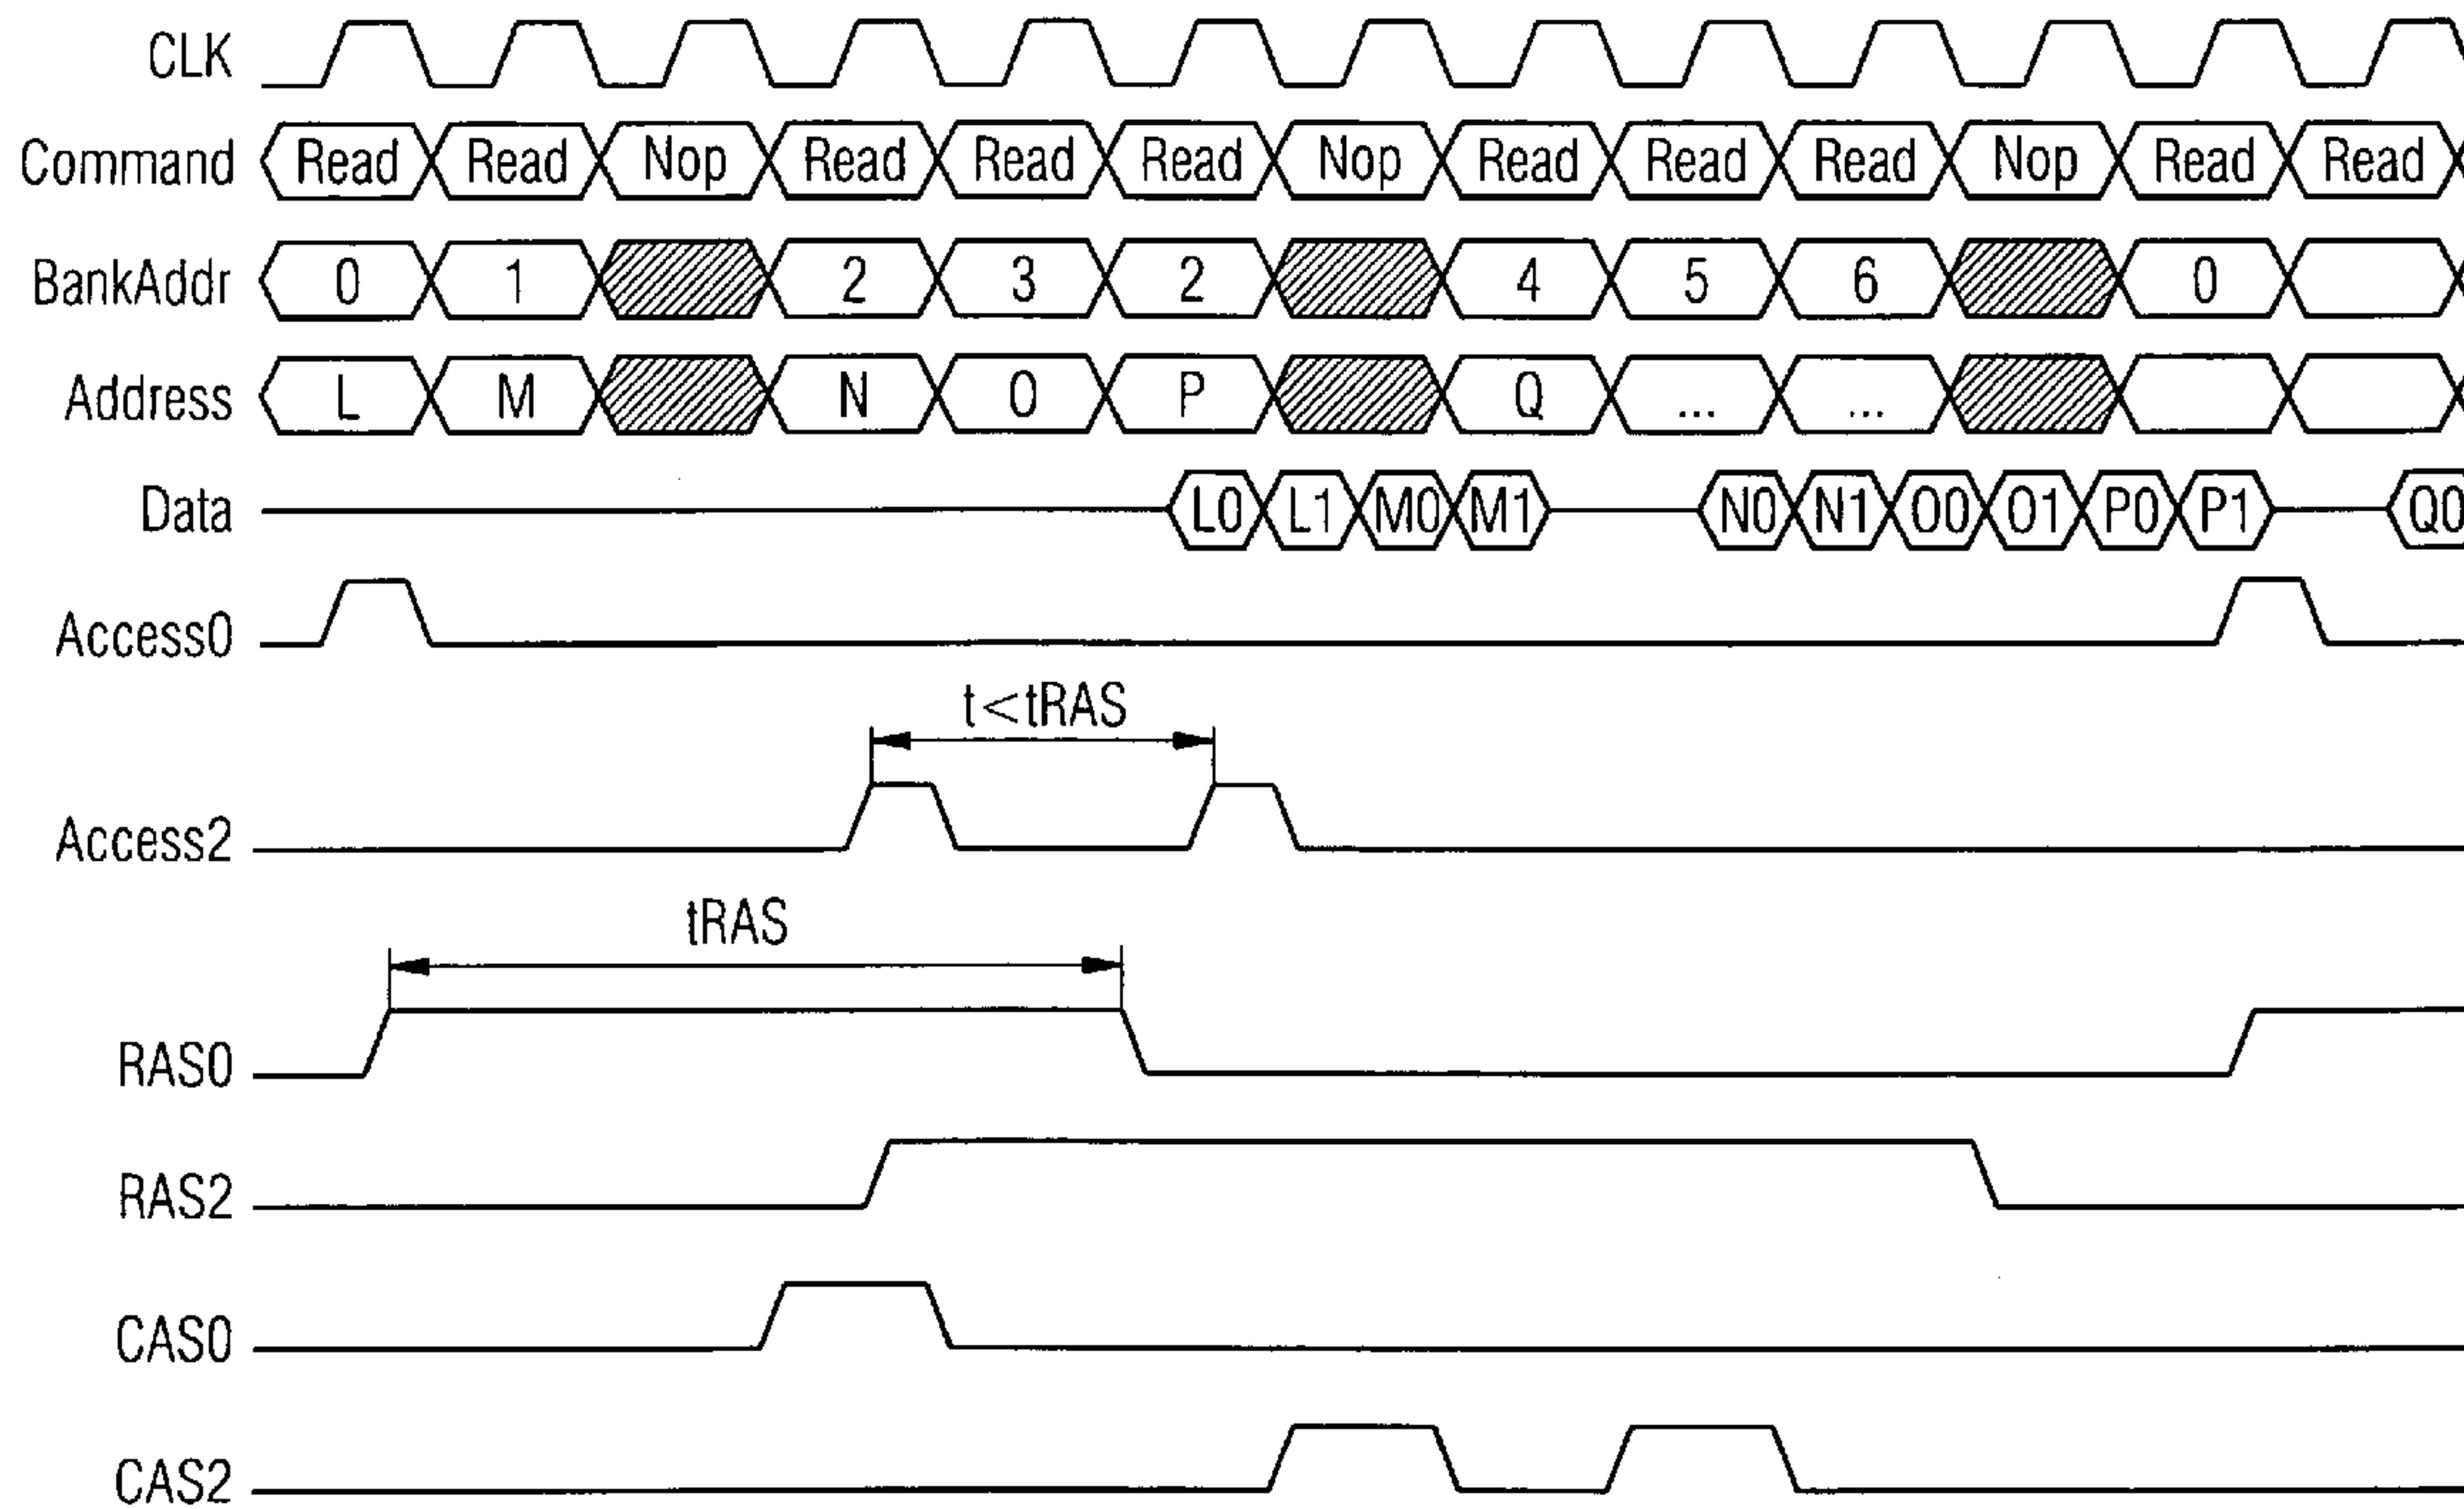 CLK
Command Read Read Nop Read Read Read Nop Read Read Read Nop Read Read
BankAddr 0 1 2 3 2 4 5 6 0
Address L M N O P Q ... ...
Data L0 L1 M0 M1 N0 N1 O0 O1 P0 P1 Q0
Access0
t<tRAS
Access2
tRAS
RAS0
RAS2
CAS0
CAS2